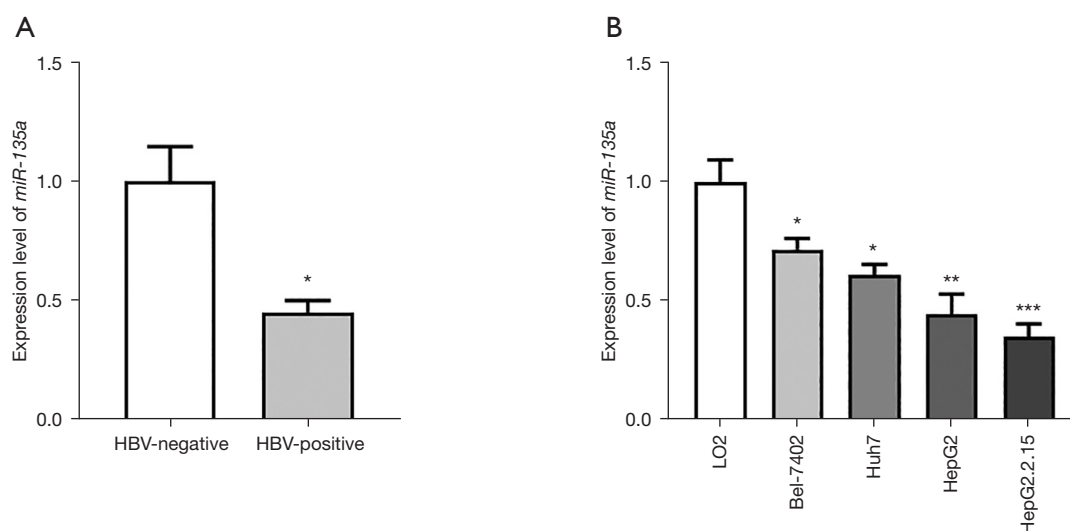 A
Expression level of miR-135a
1.5
1.0
0.5
0.0
*
HBV-negative
HBV-positive
B
Expression level of miR-135a
1.5
1.0
0.5
0.0
*
*
**
***
LO2
Bel-7402
Huh7
HepG2
HepG2.2.15